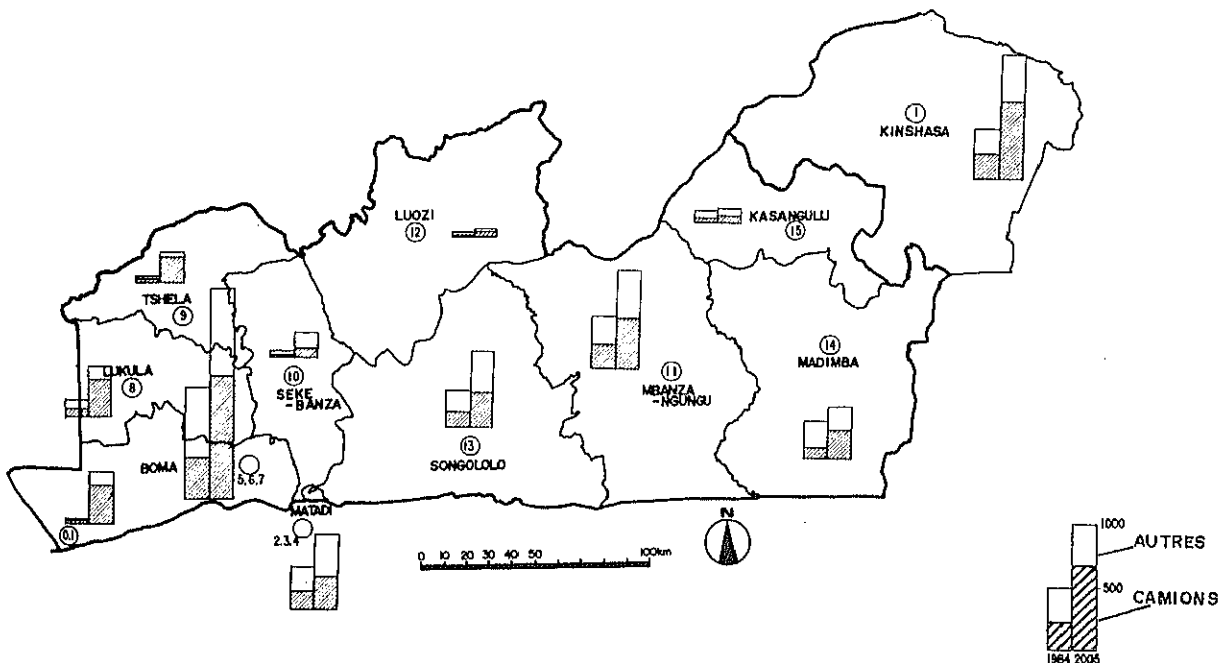 1
KINSHASA
LUOZI
12
KASANGULU
15
TSHELA
9
LUKULA
8
10
SEKE
-BANZA
11
MBANZA
-NGUNGU
14
MADIMBA
13
SONGOLOLO
BOMA
5,6,7
0,1
MATADI
2,3,4
N
0 10 20 30 40 50 100km
1000
AUTRES
500
CAMIONS
1984 2005